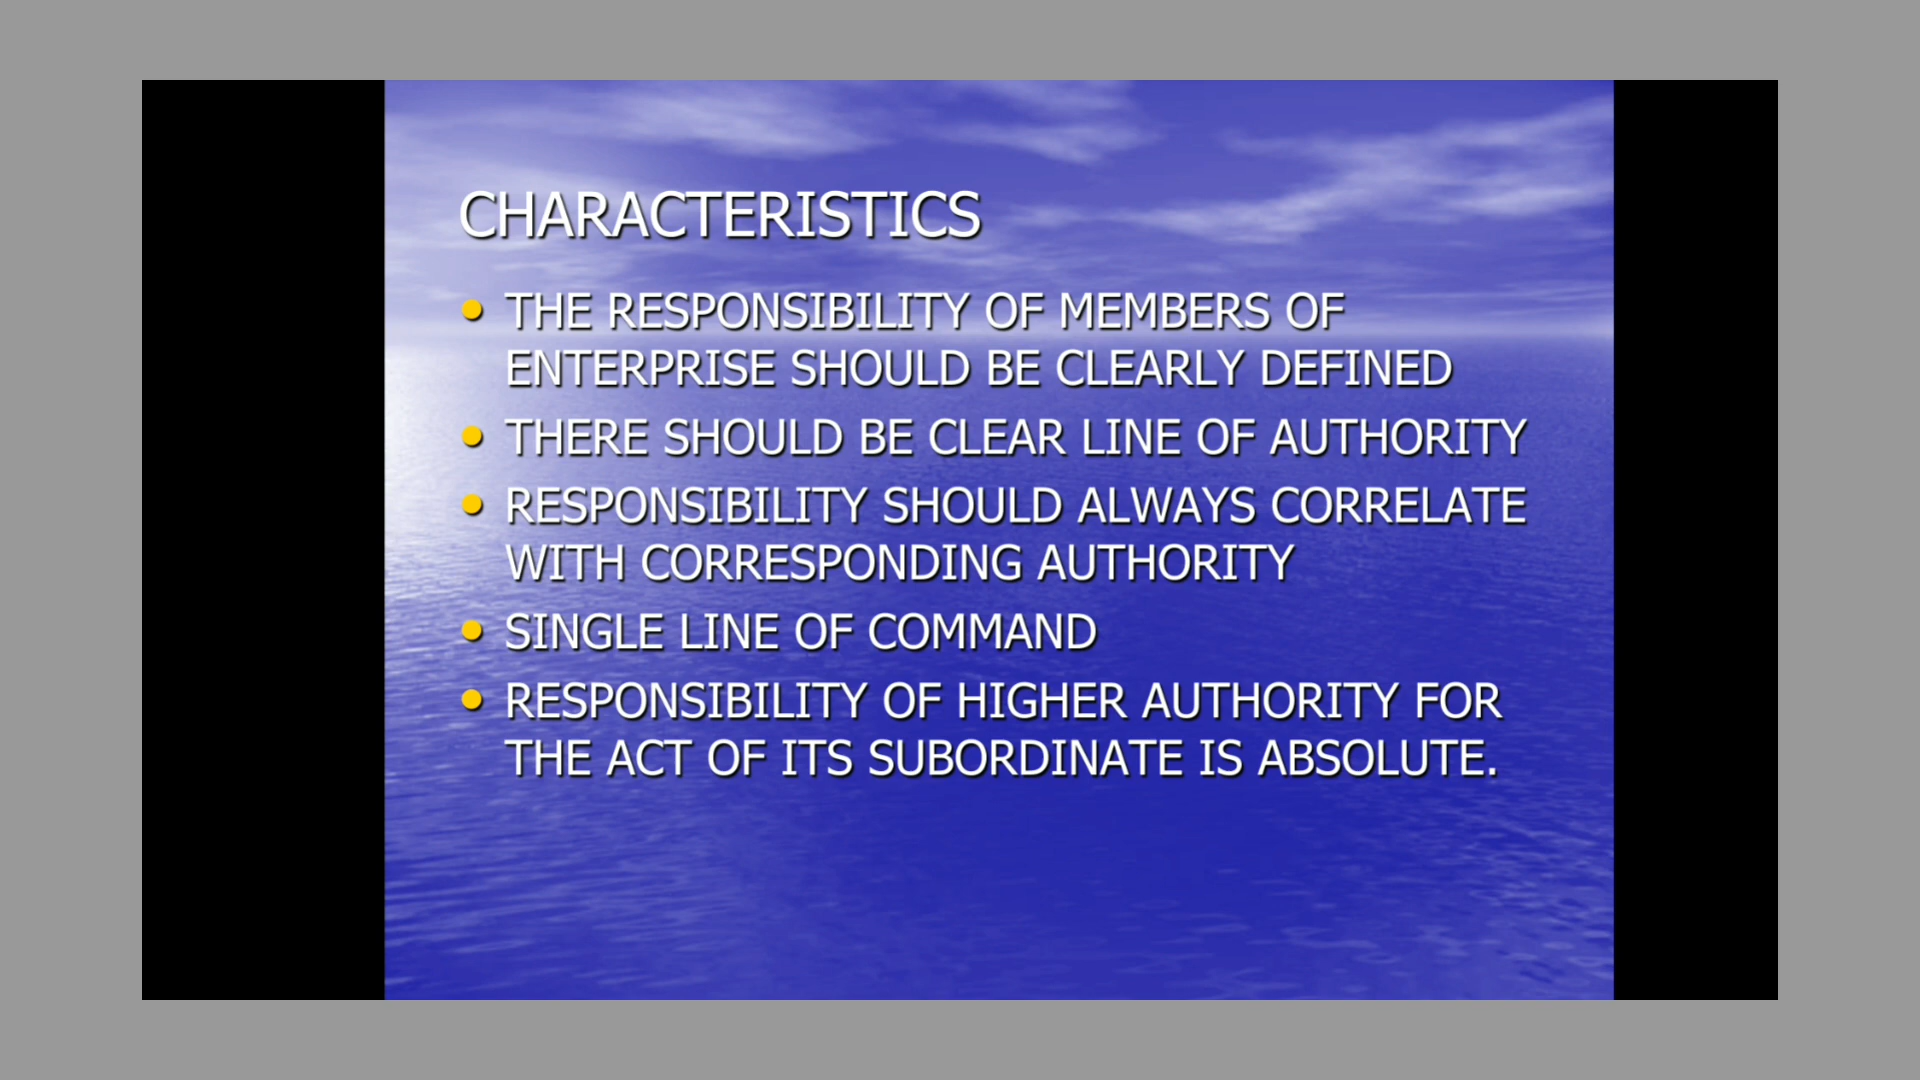 CHARACTERISTICS
• THE RESPONSIBILITY OF MEMBERS OF
ENTERPRISE SHOULD BE CLEARLY DEFINED
• THERE SHOULD BE CLEAR LINE OF AUTHORITY
• RESPONSIBILITY SHOULD ALWAYS CORRELATE
WITH CORRESPONDING AUTHORITY
• SINGLE LINE OF COMMAND
• RESPONSIBILITY OF HIGHER AUTHORITY FOR
THE ACT OF ITS SUBORDINATE IS ABSOLUTE.